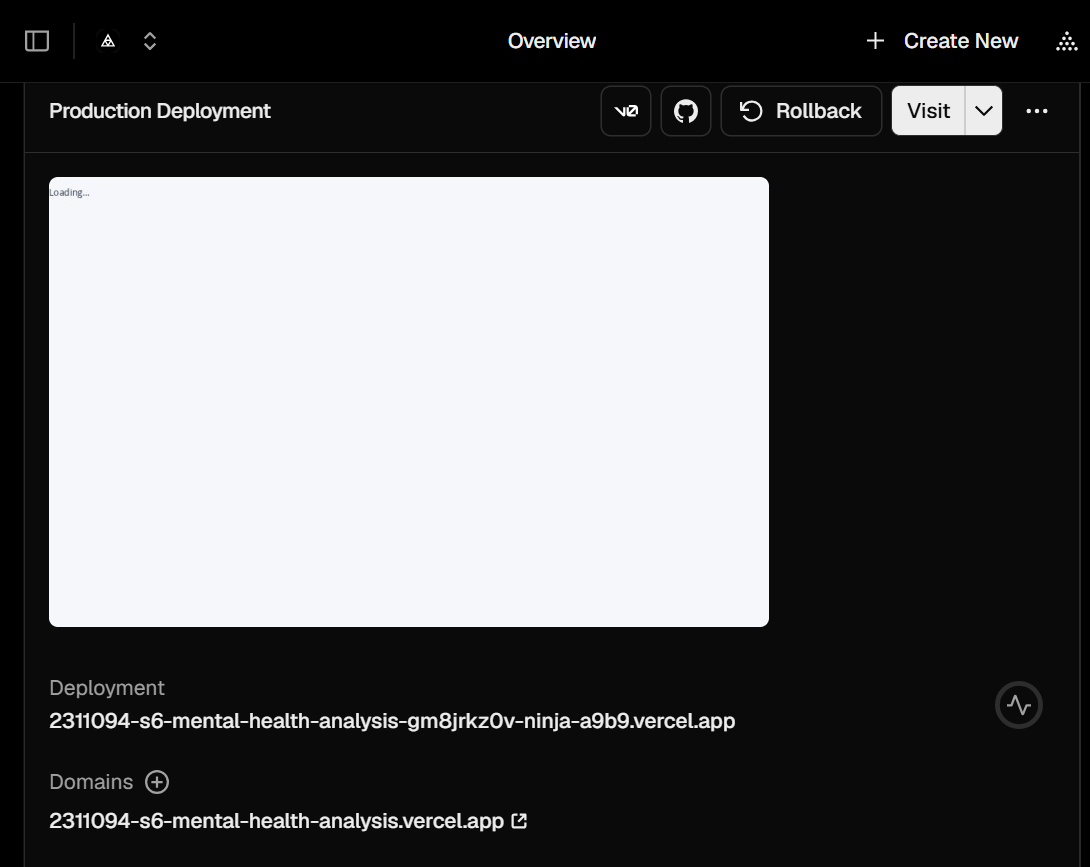 Overview
+ Create New
Production Deployment
v0
Rollback
Visit
Loading...
Deployment
2311094-s6-mental-health-analysis-gm8jrkz0v-ninja-a9b9.vercel.app
Domains
2311094-s6-mental-health-analysis.vercel.app